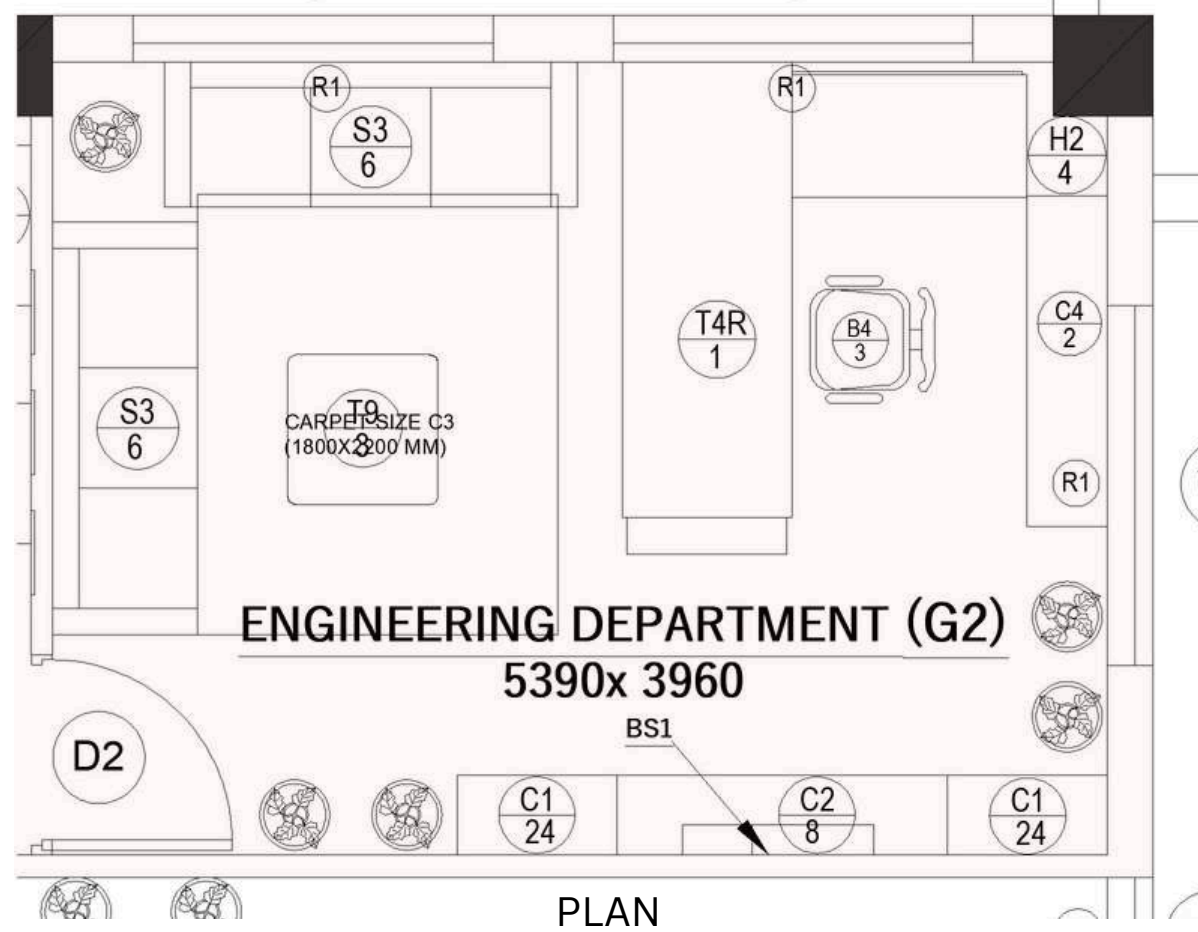 R1
R1
S3
6
H2
4
C4
2
T4R
1
B4
3
S3
6
T9
CARPET SIZE C3
(1800X2200 MM)
R1
ENGINEERING DEPARTMENT (G2)
5390x 3960
BS1
D2
C1
24
C2
8
C1
24
PLAN